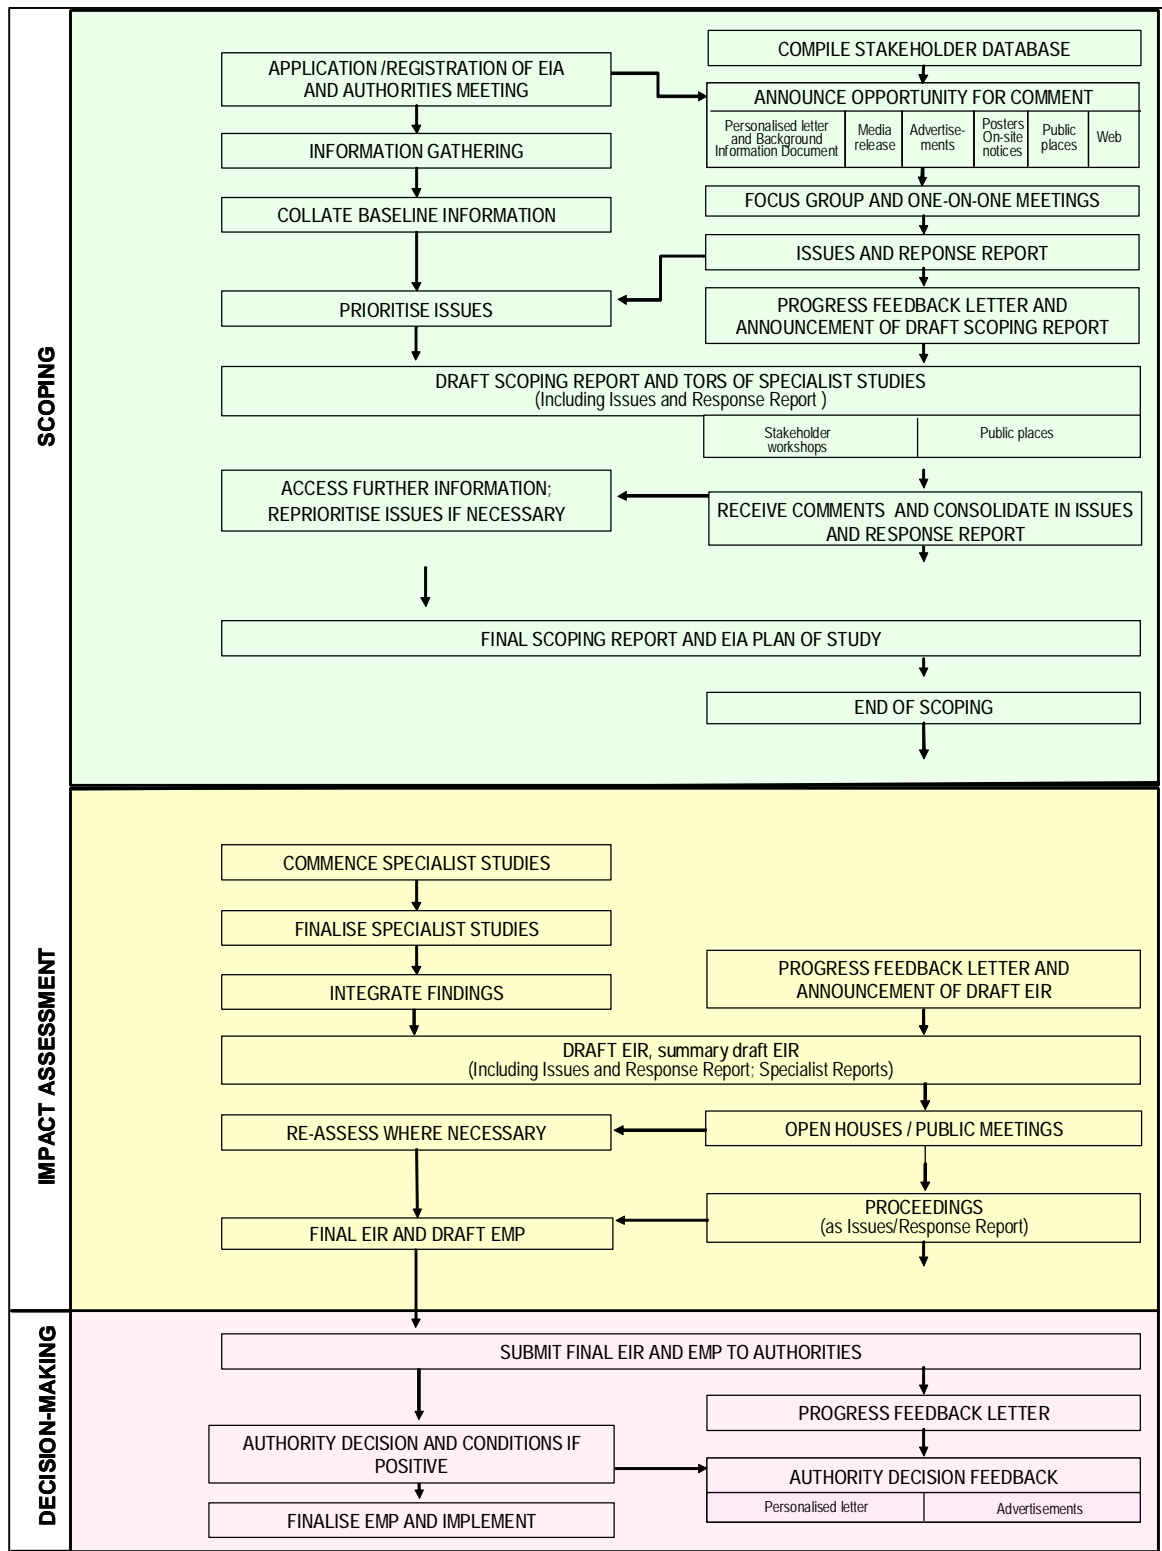 SCOPING
COMPILE STAKEHOLDER DATABASE
APPLICATION /REGISTRATION OF EIA
AND AUTHORITIES MEETING
ANNOUNCE OPPORTUNITY FOR COMMENT
Personalised letter
and Background
Information Document
Media
release
Advertise-
ments
Posters
On-site
notices
Public
places
Web
INFORMATION GATHERING
FOCUS GROUP AND ONE-ON-ONE MEETINGS
COLLATE BASELINE INFORMATION
ISSUES AND REPONSE REPORT
PRIORITISE ISSUES
PROGRESS FEEDBACK LETTER AND
ANNOUNCEMENT OF DRAFT SCOPING REPORT
DRAFT SCOPING REPORT AND TORS OF SPECIALIST STUDIES
(Including Issues and Response Report )
Stakeholder
workshops
Public places
ACCESS FURTHER INFORMATION;
REPRIORITISE ISSUES IF NECESSARY
RECEIVE COMMENTS AND CONSOLIDATE IN ISSUES
AND RESPONSE REPORT
FINAL SCOPING REPORT AND EIA PLAN OF STUDY
END OF SCOPING
IMPACT ASSESSMENT
COMMENCE SPECIALIST STUDIES
FINALISE SPECIALIST STUDIES
INTEGRATE FINDINGS
PROGRESS FEEDBACK LETTER AND
ANNOUNCEMENT OF DRAFT EIR
DRAFT EIR, summary draft EIR
(Including Issues and Response Report; Specialist Reports)
RE-ASSESS WHERE NECESSARY
OPEN HOUSES / PUBLIC MEETINGS
PROCEEDINGS
(as Issues/Response Report)
FINAL EIR AND DRAFT EMP
DECISION-MAKING
SUBMIT FINAL EIR AND EMP TO AUTHORITIES
PROGRESS FEEDBACK LETTER
AUTHORITY DECISION AND CONDITIONS IF
POSITIVE
AUTHORITY DECISION FEEDBACK
Personalised letter
Advertisements
FINALISE EMP AND IMPLEMENT